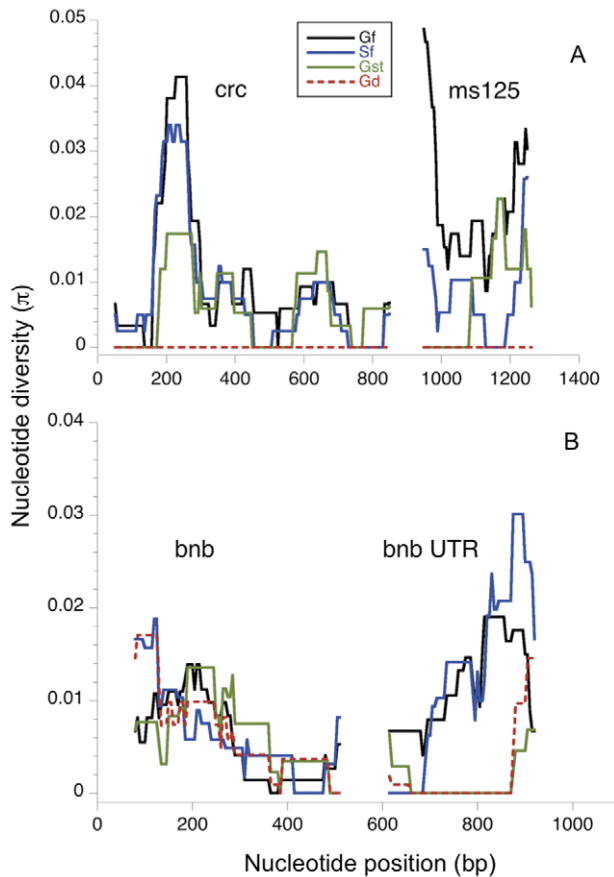 Gf
Sf
Gst
Gd
A
crc
ms125
0.05
0.04
0.03
0.02
0.01
0
0 200 400 600 800 1000 1200 1400
Nucleotide diversity (π)
B
bnb
bnb UTR
0.04
0.03
0.02
0.01
0
0 200 400 600 800 1000
Nucleotide position (bp)